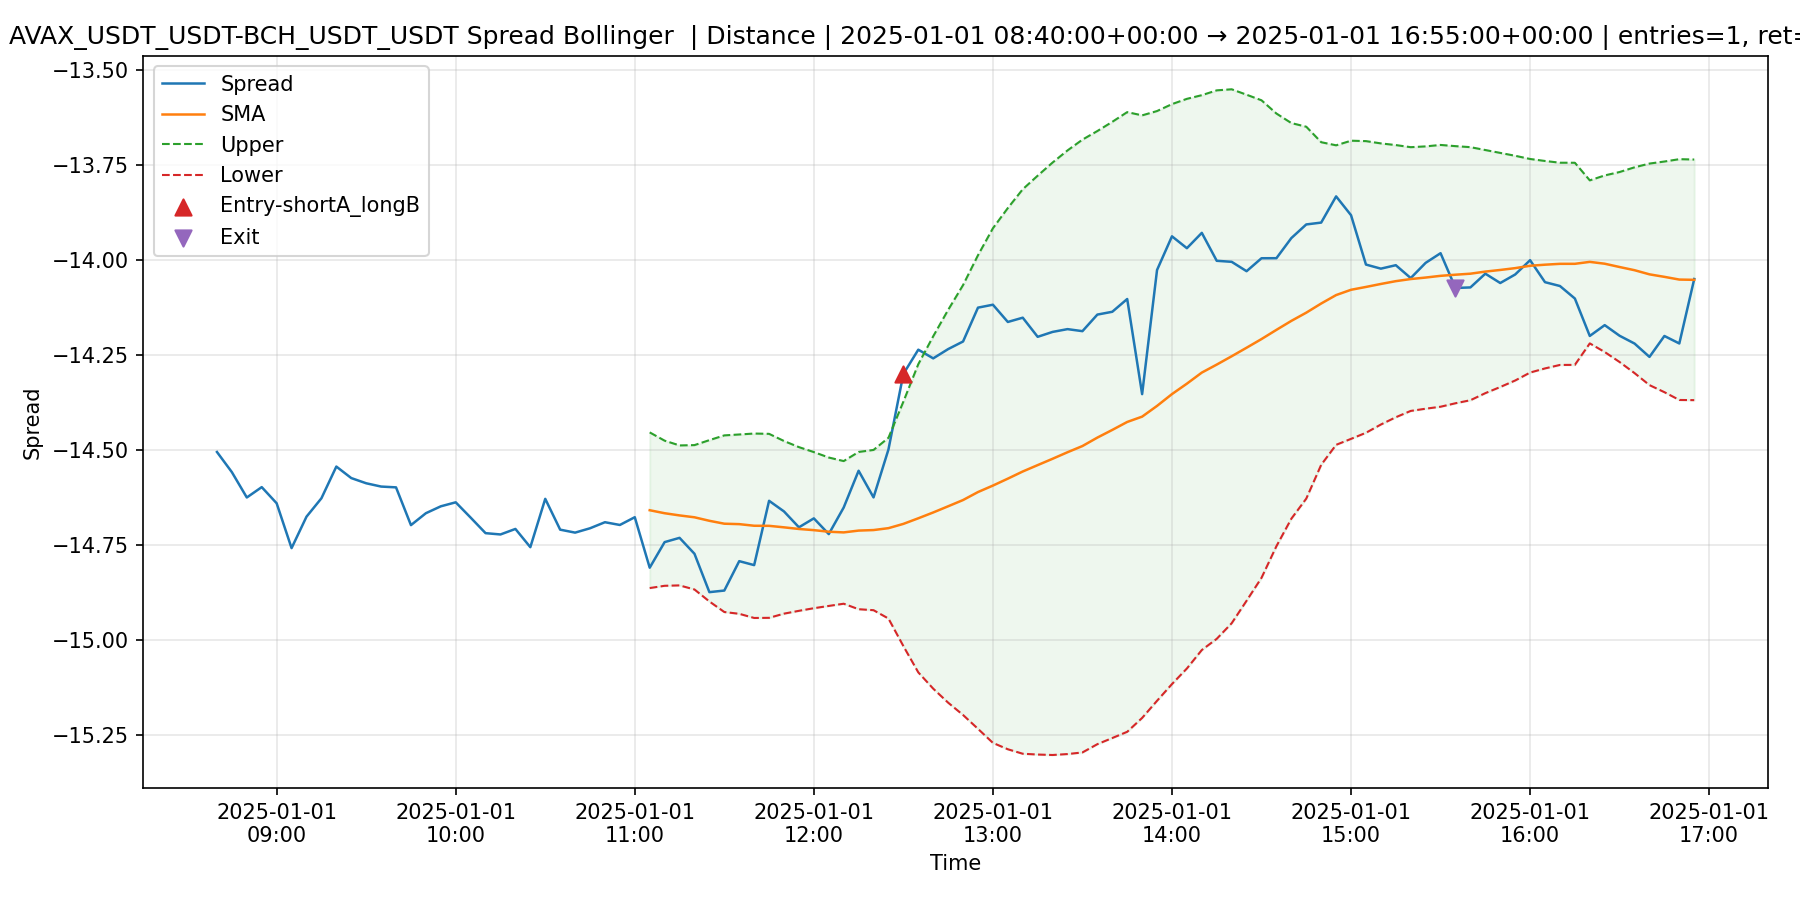 AVAX_USDT_USDT-BCH_USDT_USDT Spread Bollinger  | Distance | 2025-01-01 08:40:00+00:00 → 2025-01-01 16:55:00+00:00 | entries=1, ret=
Spread
SMA
Upper
Lower
Entry-shortA_longB
Exit
−13.50
−13.75
−14.00
−14.25
−14.50
−14.75
−15.00
−15.25
Spread
2025-01-01
09:00
2025-01-01
10:00
2025-01-01
11:00
2025-01-01
12:00
2025-01-01
13:00
2025-01-01
14:00
2025-01-01
15:00
2025-01-01
16:00
2025-01-01
17:00
Time